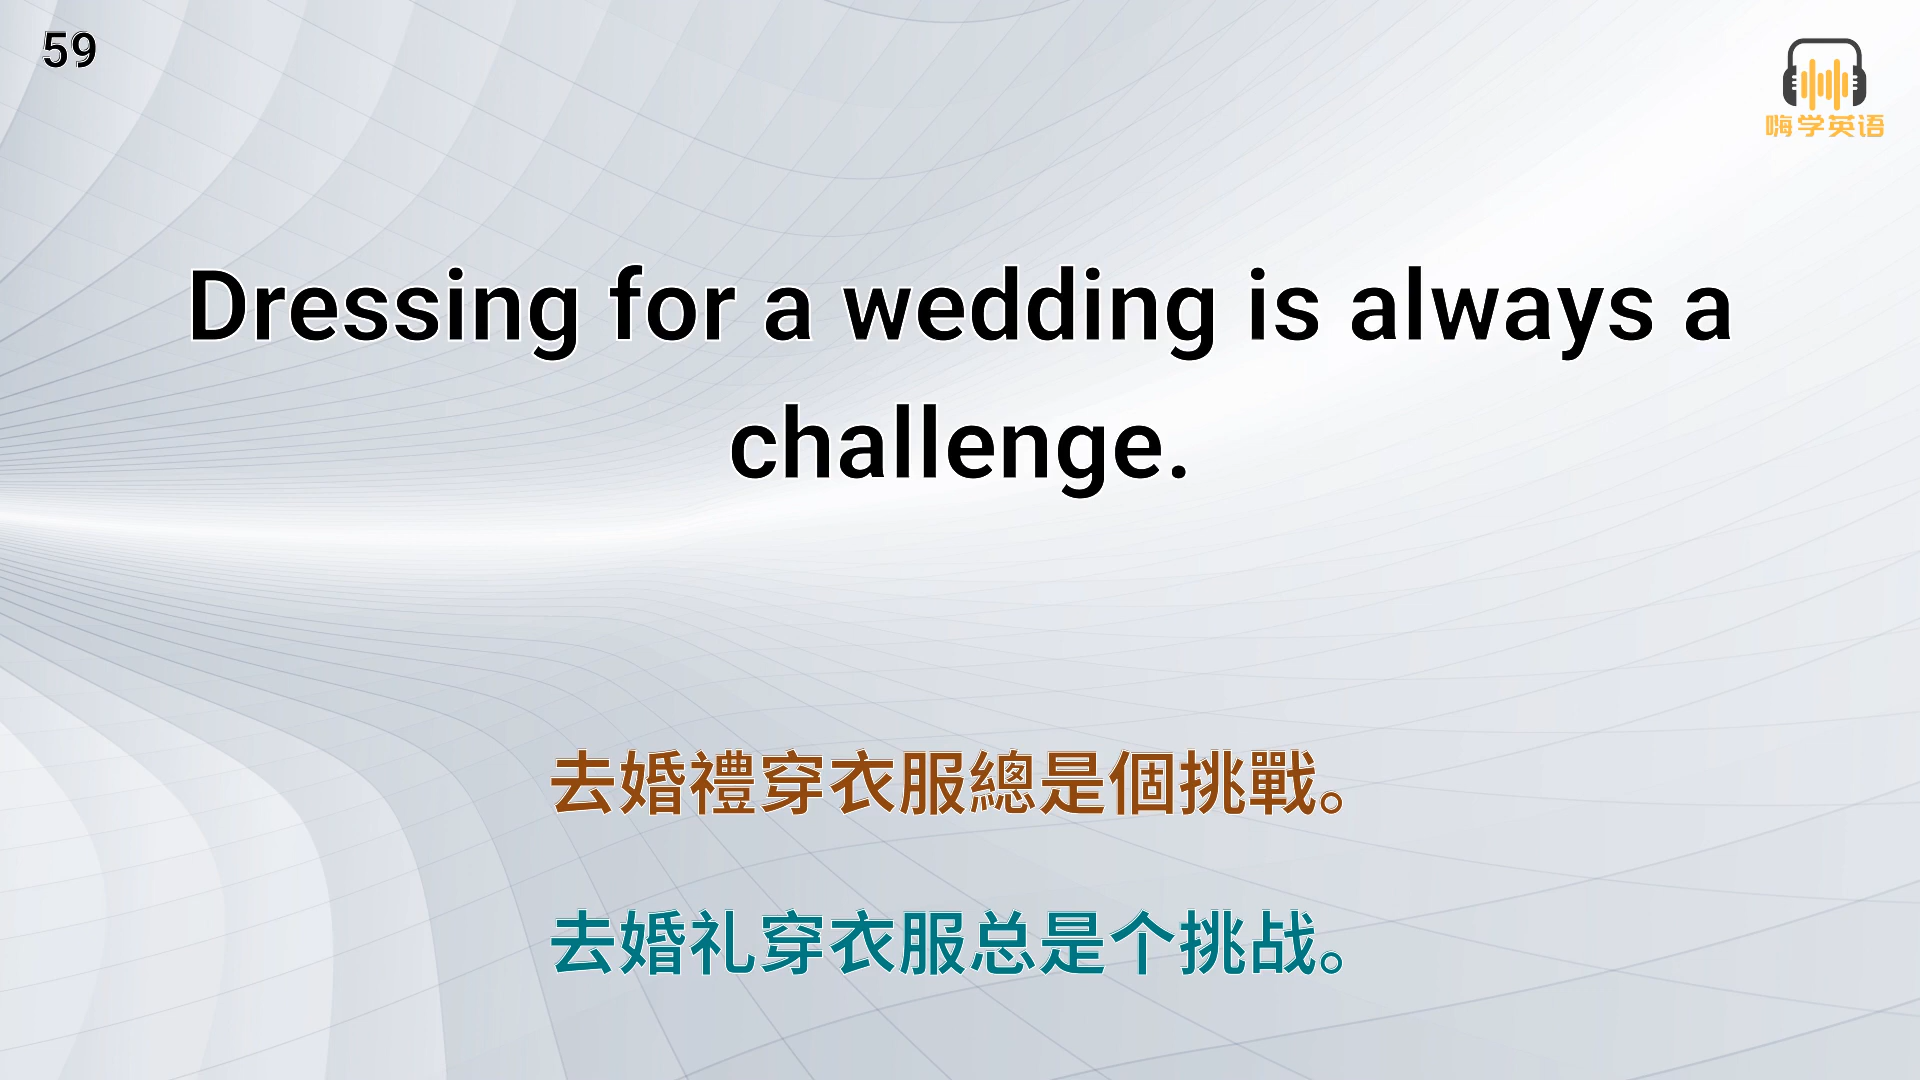 59
嗨学英语
Dressing for a wedding is always a
challenge.
去婚禮穿衣服總是個挑戰。
去婚礼穿衣服总是个挑战。